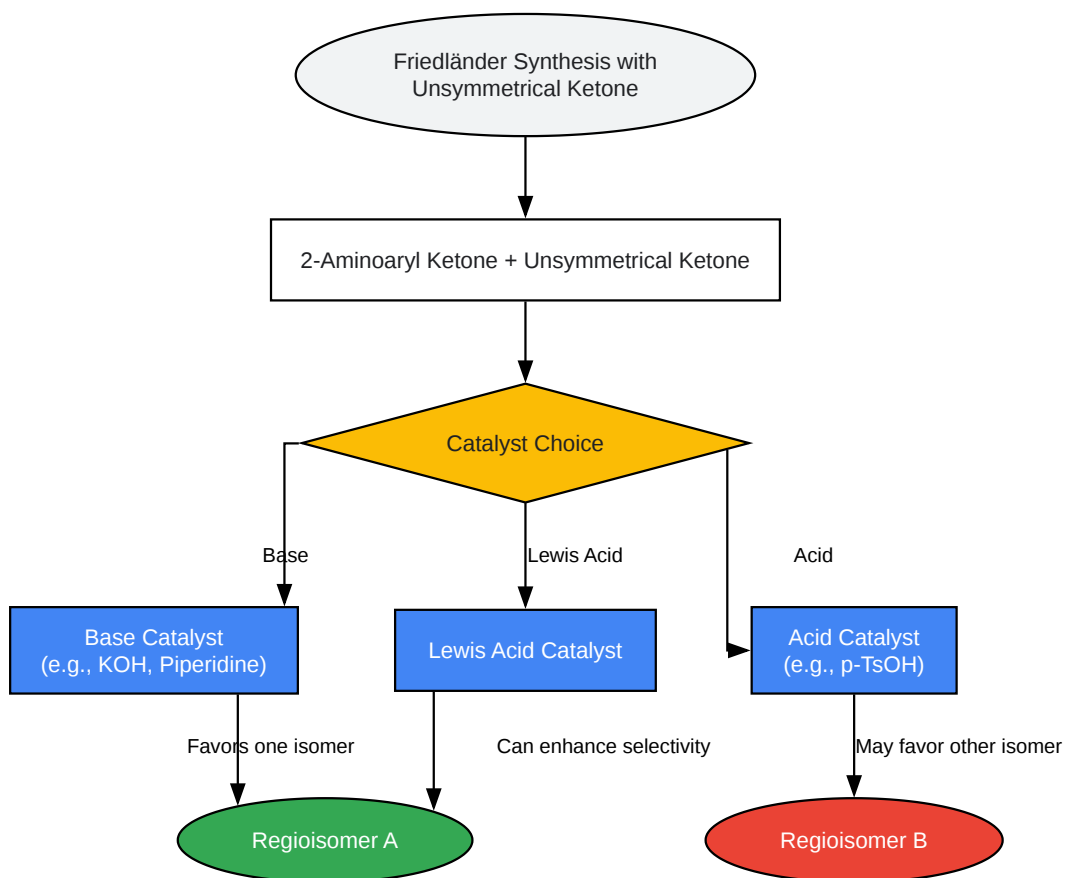 Friedländer Synthesis with
Unsymmetrical Ketone
2-Aminoaryl Ketone + Unsymmetrical Ketone
Catalyst Choice
Base
Lewis Acid
Acid
Base Catalyst
(e.g., KOH, Piperidine)
Lewis Acid Catalyst
Acid Catalyst
(e.g., p-TsOH)
Favors one isomer
Can enhance selectivity
May favor other isomer
Regioisomer A
Regioisomer B